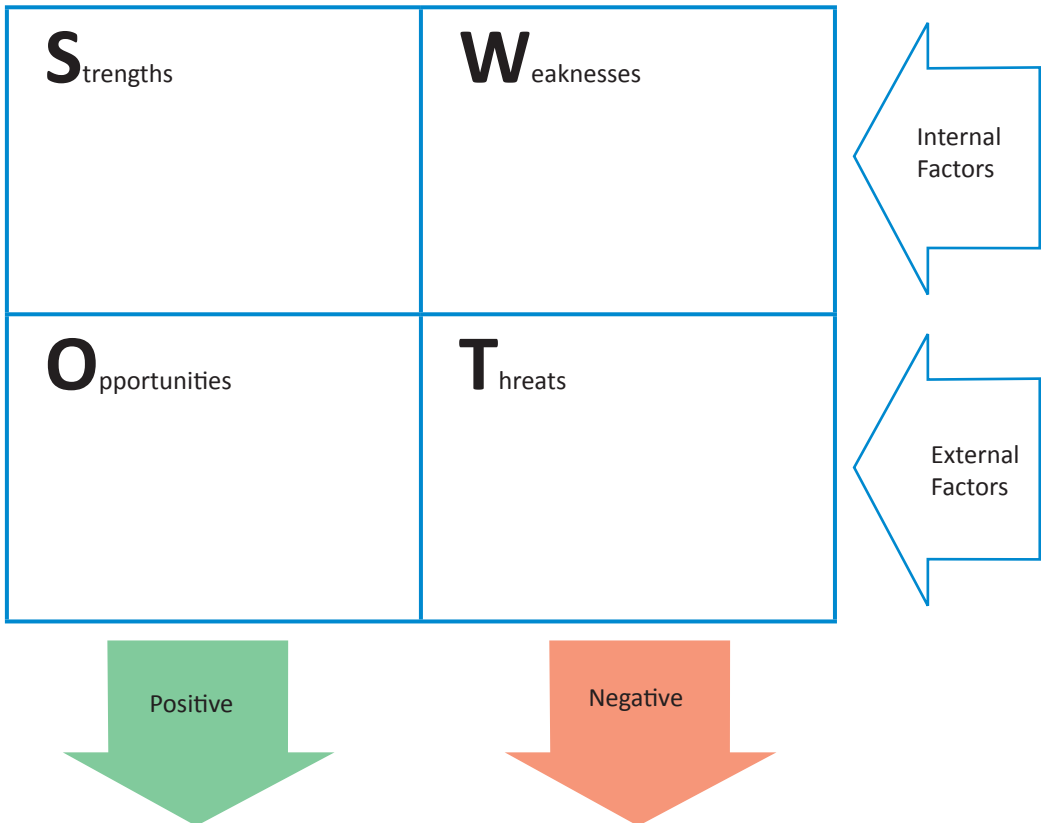 Strengths
Weaknesses
Internal
Factors
Opportunities
Threats
External
Factors
Positive
Negative